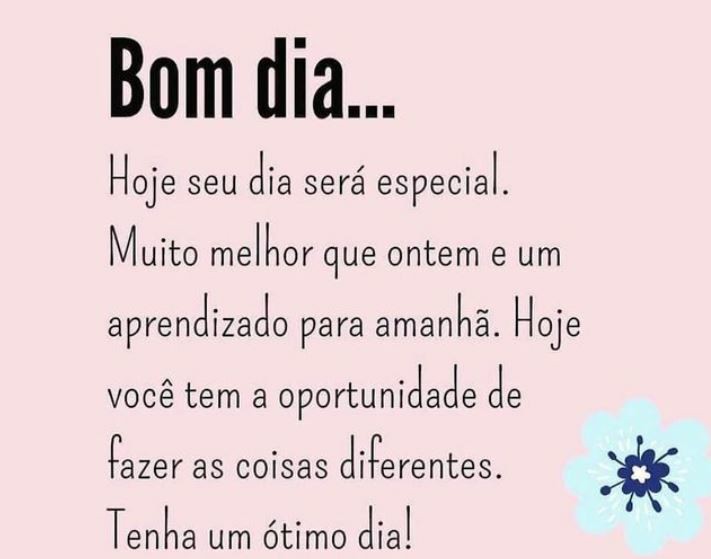 Bom dia...
Hoje seu dia será especial.
Muito melhor que ontem e um
aprendizado para amanhã. Hoje
você tem a oportunidade de
fazer as coisas diferentes.
Tenha um ótimo dia!